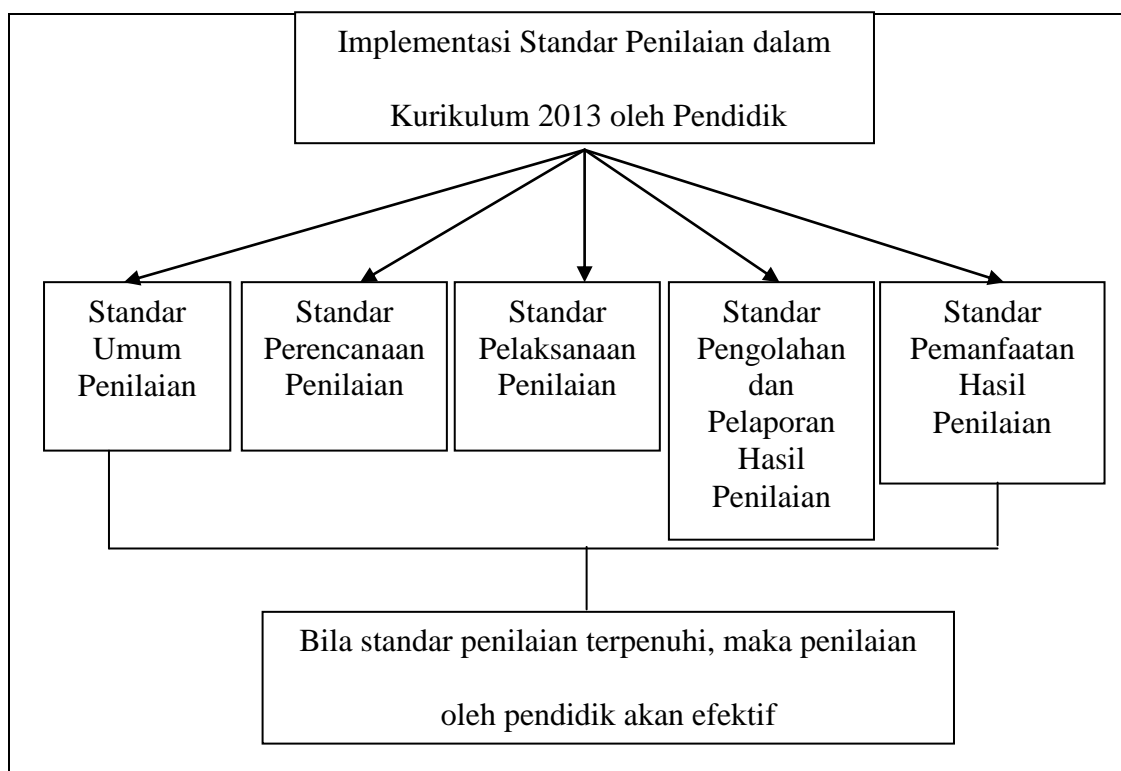 Implementasi Standar Penilaian dalam
Kurikulum 2013 oleh Pendidik
Standar
Umum
Penilaian
Standar
Perencanaan
Penilaian
Standar
Pelaksanaan
Penilaian
Standar
Pengolahan
dan
Pelaporan
Hasil
Penilaian
Standar
Pemanfaatan
Hasil
Penilaian
Bila standar penilaian terpenuhi, maka penilaian
oleh pendidik akan efektif